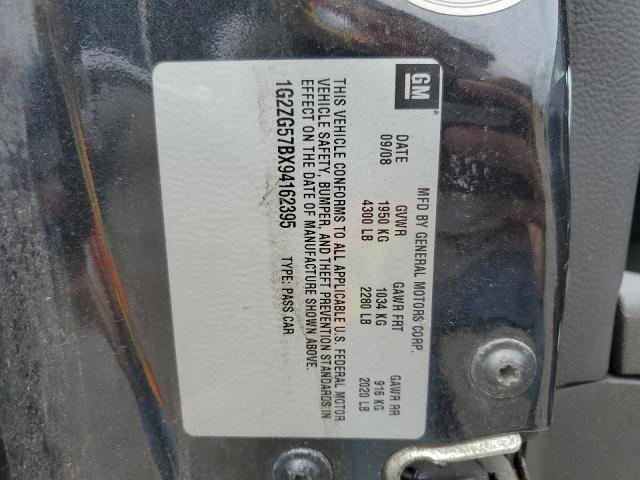 GM
MFD BY GENERAL MOTORS CORP.
DATE GVWR GAWR FRT GAWR RR
09/08 1950 KG 1034 KG 916 KG
4300 LB 2280 LB 2020 LB
THIS VEHICLE CONFORMS TO ALL APPLICABLE U.S. FEDERAL MOTOR
VEHICLE SAFETY, BUMPER, AND THEFT PREVENTION STANDARDS IN
EFFECT ON THE DATE OF MANUFACTURE SHOWN ABOVE.
1G2ZG57BX94162395 TYPE: PASS CAR